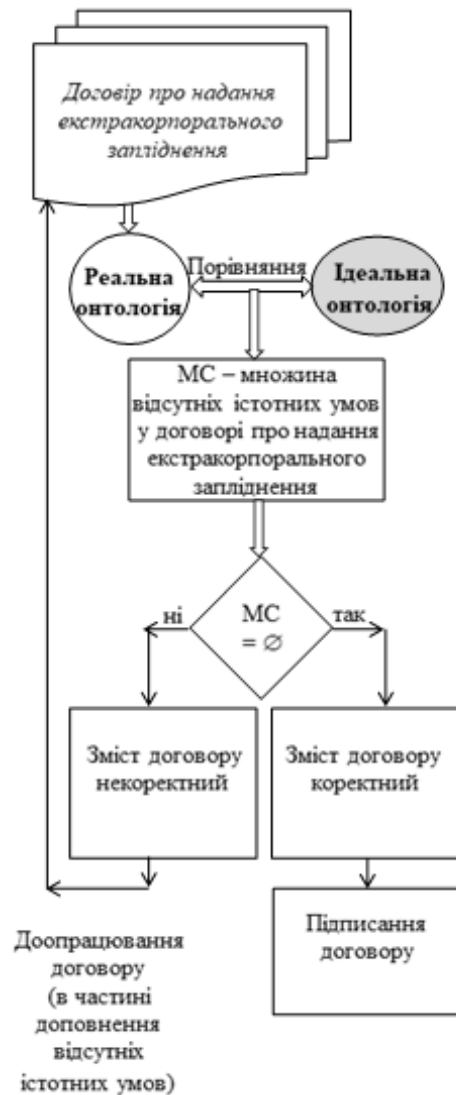 Договір про надання
екстракорпорального
запліднення
Порівняння
Реальна
онтологія
Ідеальна
онтологія
МС – множина
відсутніх істотних умов
у договорі про надання
екстракорпорального
запліднення
ні
МС
= ∅
так
Зміст договору
некоректний
Зміст договору
коректний
Доопрацювання
договору
(в частині
доповнення
відсутніх
істотних умов)
Підписання
договору